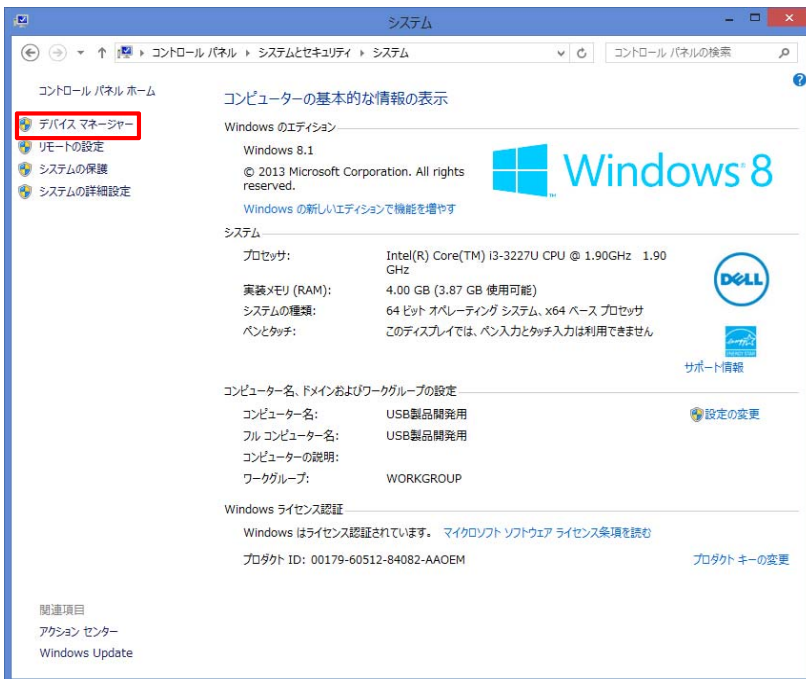 システム
コントロール パネル ▸ システムとセキュリティ ▸ システム
コントロール パネルの検索
コントロール パネル ホーム
デバイス マネージャー
リモートの設定
システムの保護
システムの詳細設定
コンピューターの基本的な情報の表示
Windows のエディション
Windows 8.1
© 2013 Microsoft Corporation. All rights
reserved.
Windows の新しいエディションで機能を増やす
Windows 8
システム
プロセッサ: Intel(R) Core(TM) i3-3227U CPU @ 1.90GHz 1.90
GHz
実装メモリ (RAM): 4.00 GB (3.87 GB 使用可能)
システムの種類: 64 ビット オペレーティング システム、x64 ベース プロセッサ
ペンとタッチ: このディスプレイでは、ペン入力とタッチ入力は利用できません
DELL
ENERGY STAR
サポート情報
コンピューター名、ドメインおよびワークグループの設定
コンピューター名: USB製品開発用
設定の変更
フル コンピューター名: USB製品開発用
コンピューターの説明:
ワークグループ: WORKGROUP
Windows ライセンス認証
Windows はライセンス認証されています。 マイクロソフト ソフトウェア ライセンス条項を読む
プロダクト ID: 00179-60512-84082-AAOEM
プロダクト キーの変更
関連項目
アクション センター
Windows Update